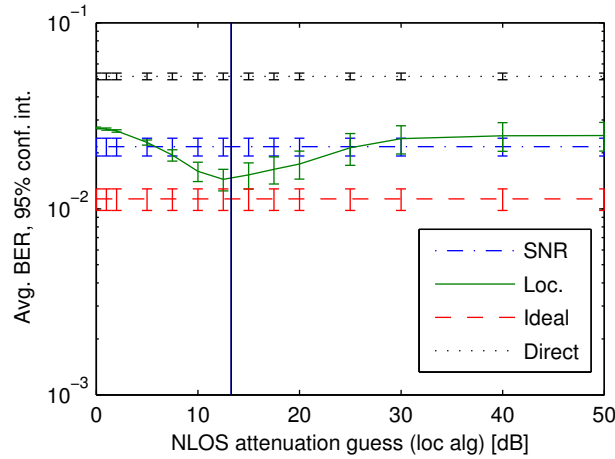 Avg. BER, 95% conf. int.
10⁻¹
10⁻²
10⁻³
SNR
Loc.
Ideal
Direct
0 10 20 30 40 50
NLOS attenuation guess (loc alg) [dB]